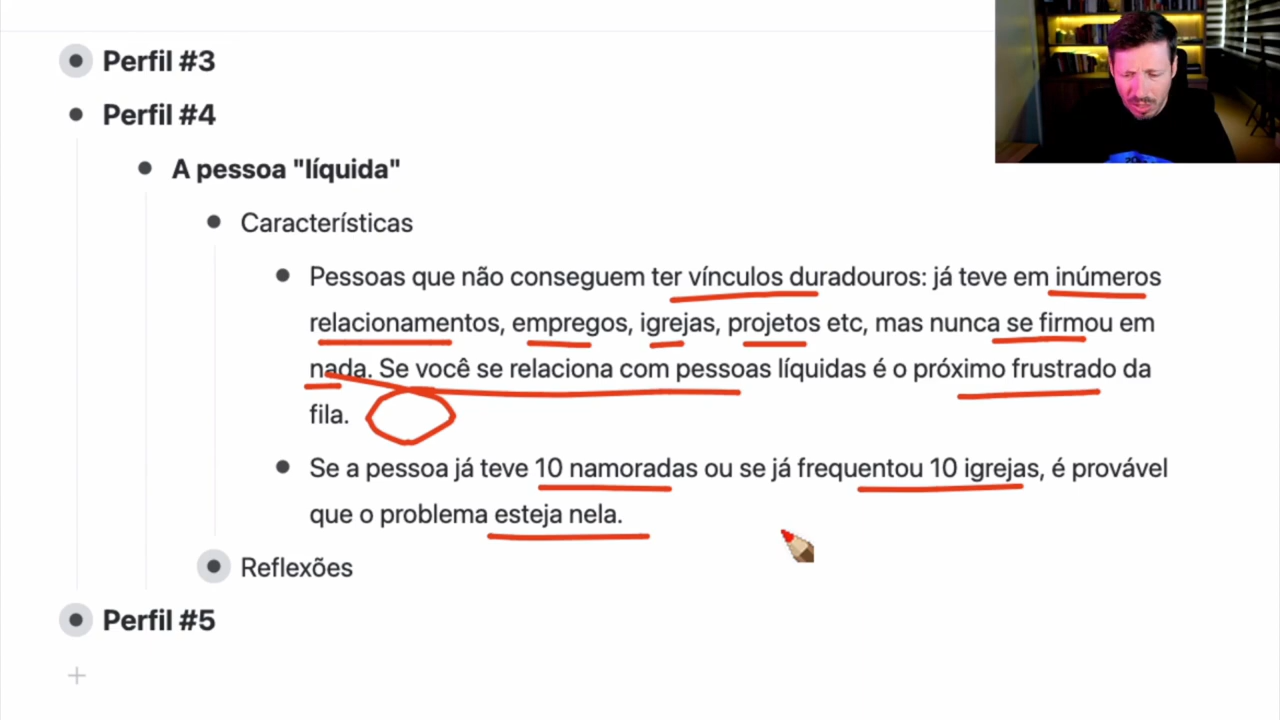 Perfil #3
Perfil #4
A pessoa "líquida"
Características
Pessoas que não conseguem ter vínculos duradouros: já teve em inúmeros
relacionamentos, empregos, igrejas, projetos etc, mas nunca se firmou em
nada. Se você se relaciona com pessoas líquidas é o próximo frustrado da
fila.
Se a pessoa já teve 10 namoradas ou se já frequentou 10 igrejas, é provável
que o problema esteja nela.
Reflexões
Perfil #5